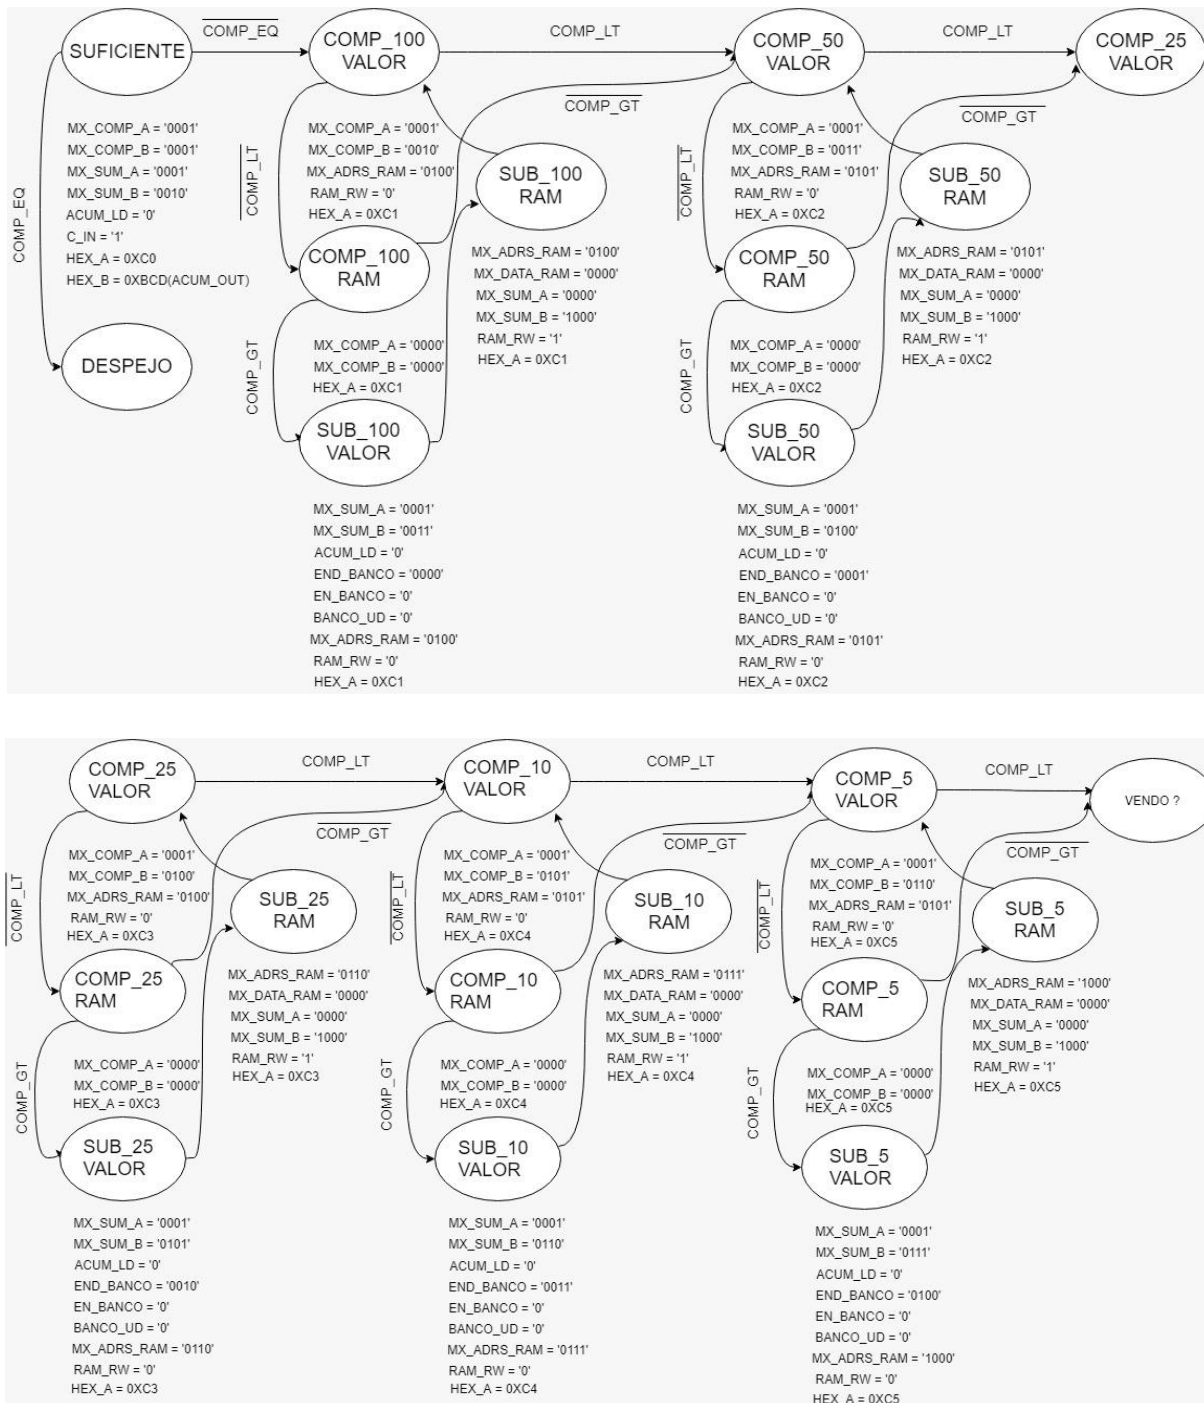 SUFICIENTE
COMP_EQ
COMP_100
VALOR
COMP_LT
COMP_50
VALOR
COMP_LT
COMP_25
VALOR
MX_COMP_A = '0001'
MX_COMP_B = '0001'
MX_SUM_A = '0001'
MX_SUM_B = '0010'
ACUM_LD = '0'
C_IN = '1'
HEX_A = 0XC0
HEX_B = 0XBCD(ACUM_OUT)
COMP_EQ
DESPEJO
MX_COMP_A = '0001'
MX_COMP_B = '0010'
MX_ADRS_RAM = '0100'
RAM_RW = '0'
HEX_A = 0XC1
COMP_LT
COMP_GT
SUB_100
RAM
COMP_100
RAM
MX_ADRS_RAM = '0100'
MX_DATA_RAM = '0000'
MX_SUM_A = '0000'
MX_SUM_B = '1000'
RAM_RW = '1'
HEX_A = 0XC1
COMP_GT
MX_COMP_A = '0000'
MX_COMP_B = '0000'
HEX_A = 0XC1
SUB_100
VALOR
MX_SUM_A = '0001'
MX_SUM_B = '0011'
ACUM_LD = '0'
END_BANCO = '0000'
EN_BANCO = '0'
BANCO_UD = '0'
MX_ADRS_RAM = '0100'
RAM_RW = '0'
HEX_A = 0XC1
MX_COMP_A = '0001'
MX_COMP_B = '0011'
MX_ADRS_RAM = '0101'
RAM_RW = '0'
HEX_A = 0XC2
COMP_LT
COMP_GT
SUB_50
RAM
COMP_50
RAM
MX_ADRS_RAM = '0101'
MX_DATA_RAM = '0000'
MX_SUM_A = '0000'
MX_SUM_B = '1000'
RAM_RW = '1'
HEX_A = 0XC2
COMP_GT
MX_COMP_A = '0000'
MX_COMP_B = '0000'
HEX_A = 0XC2
SUB_50
VALOR
MX_SUM_A = '0001'
MX_SUM_B = '0100'
ACUM_LD = '0'
END_BANCO = '0001'
EN_BANCO = '0'
BANCO_UD = '0'
MX_ADRS_RAM = '0101'
RAM_RW = '0'
HEX_A = 0XC2
COMP_25
VALOR
COMP_LT
COMP_10
VALOR
COMP_LT
COMP_5
VALOR
COMP_LT
VENDO ?
MX_COMP_A = '0001'
MX_COMP_B = '0100'
MX_ADRS_RAM = '0100'
RAM_RW = '0'
HEX_A = 0XC3
COMP_LT
COMP_GT
SUB_25
RAM
COMP_25
RAM
MX_ADRS_RAM = '0110'
MX_DATA_RAM = '0000'
MX_SUM_A = '0000'
MX_SUM_B = '1000'
RAM_RW = '1'
HEX_A = 0XC3
COMP_GT
MX_COMP_A = '0000'
MX_COMP_B = '0000'
HEX_A = 0XC3
SUB_25
VALOR
MX_SUM_A = '0001'
MX_SUM_B = '0101'
ACUM_LD = '0'
END_BANCO = '0010'
EN_BANCO = '0'
BANCO_UD = '0'
MX_ADRS_RAM = '0110'
RAM_RW = '0'
HEX_A = 0XC3
MX_COMP_A = '0001'
MX_COMP_B = '0101'
MX_ADRS_RAM = '0101'
RAM_RW = '0'
HEX_A = 0XC4
COMP_LT
COMP_GT
SUB_10
RAM
COMP_10
RAM
MX_ADRS_RAM = '0111'
MX_DATA_RAM = '0000'
MX_SUM_A = '0000'
MX_SUM_B = '1000'
RAM_RW = '1'
HEX_A = 0XC4
COMP_GT
MX_COMP_A = '0000'
MX_COMP_B = '0000'
HEX_A = 0XC4
SUB_10
VALOR
MX_SUM_A = '0001'
MX_SUM_B = '0110'
ACUM_LD = '0'
END_BANCO = '0011'
EN_BANCO = '0'
BANCO_UD = '0'
MX_ADRS_RAM = '0111'
RAM_RW = '0'
HEX_A = 0XC4
MX_COMP_A = '0001'
MX_COMP_B = '0110'
MX_ADRS_RAM = '0101'
RAM_RW = '0'
HEX_A = 0XC5
COMP_LT
COMP_GT
SUB_5
RAM
COMP_5
RAM
MX_ADRS_RAM = '1000'
MX_DATA_RAM = '0000'
MX_SUM_A = '0000'
MX_SUM_B = '1000'
RAM_RW = '1'
HEX_A = 0XC5
COMP_GT
MX_COMP_A = '0000'
MX_COMP_B = '0000'
HEX_A = 0XC5
SUB_5
VALOR
MX_SUM_A = '0001'
MX_SUM_B = '0111'
ACUM_LD = '0'
END_BANCO = '0100'
EN_BANCO = '0'
BANCO_UD = '0'
MX_ADRS_RAM = '1000'
RAM_RW = '0'
HEX_A = 0XC5